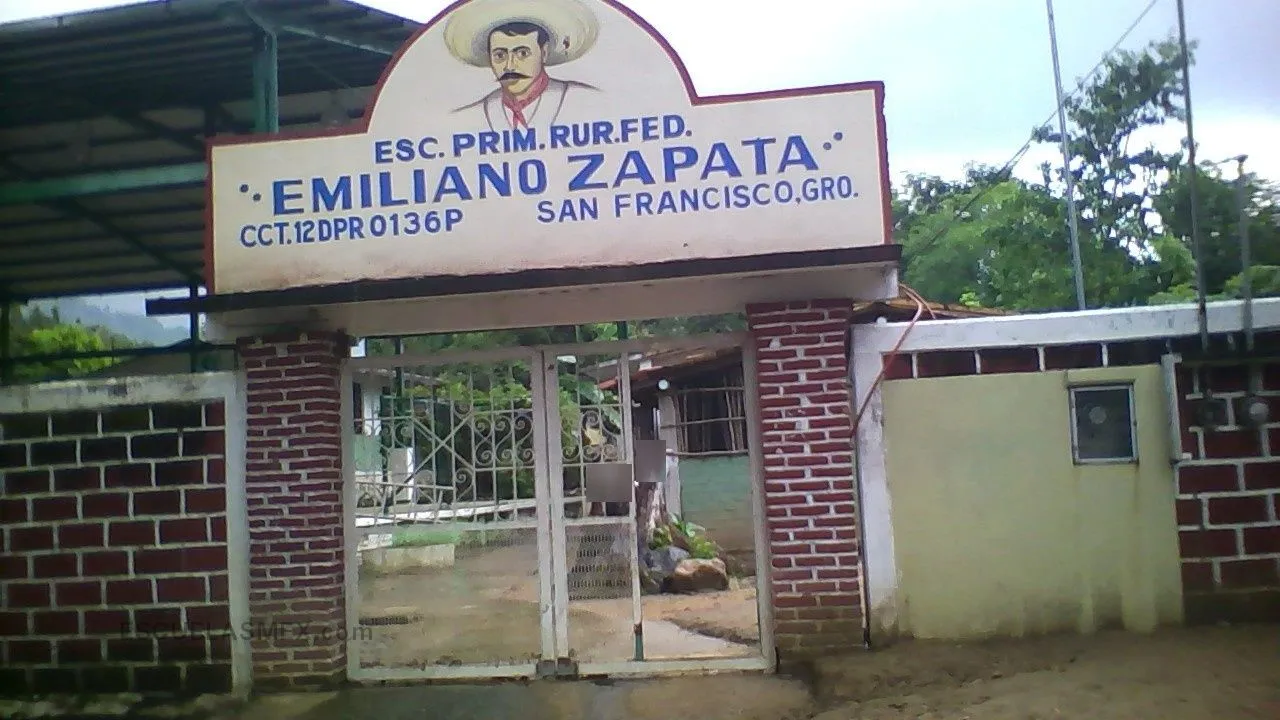 ESC. PRIM. RUR. FED.
EMILIANO ZAPATA
CCT. 12DPR0136P SAN FRANCISCO, GRO.
ESCUELASMEX.com